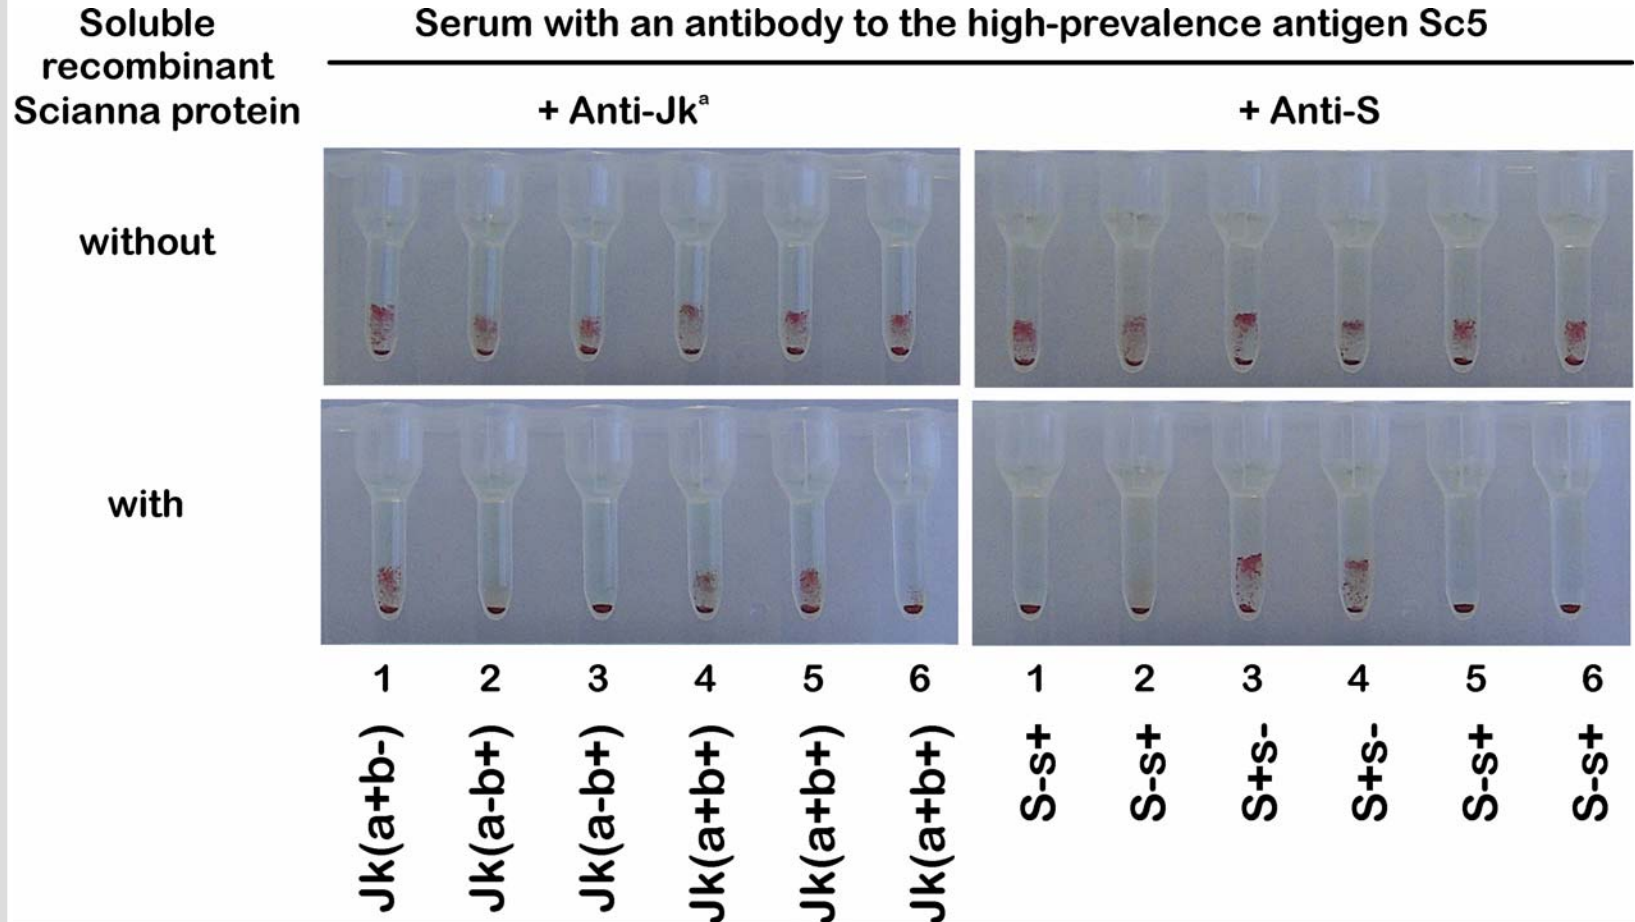 Soluble
recombinant
Scianna protein
Serum with an antibody to the high-prevalence antigen Sc5
+ Anti-Jkᵃ
+ Anti-S
without
with
1 2 3 4 5 6
1 2 3 4 5 6
Jk(a+b-)
Jk(a-b+)
Jk(a-b+)
Jk(a+b+)
Jk(a+b+)
Jk(a+b+)
S-s+
S-s+
S+s-
S+s-
S-s+
S-s+